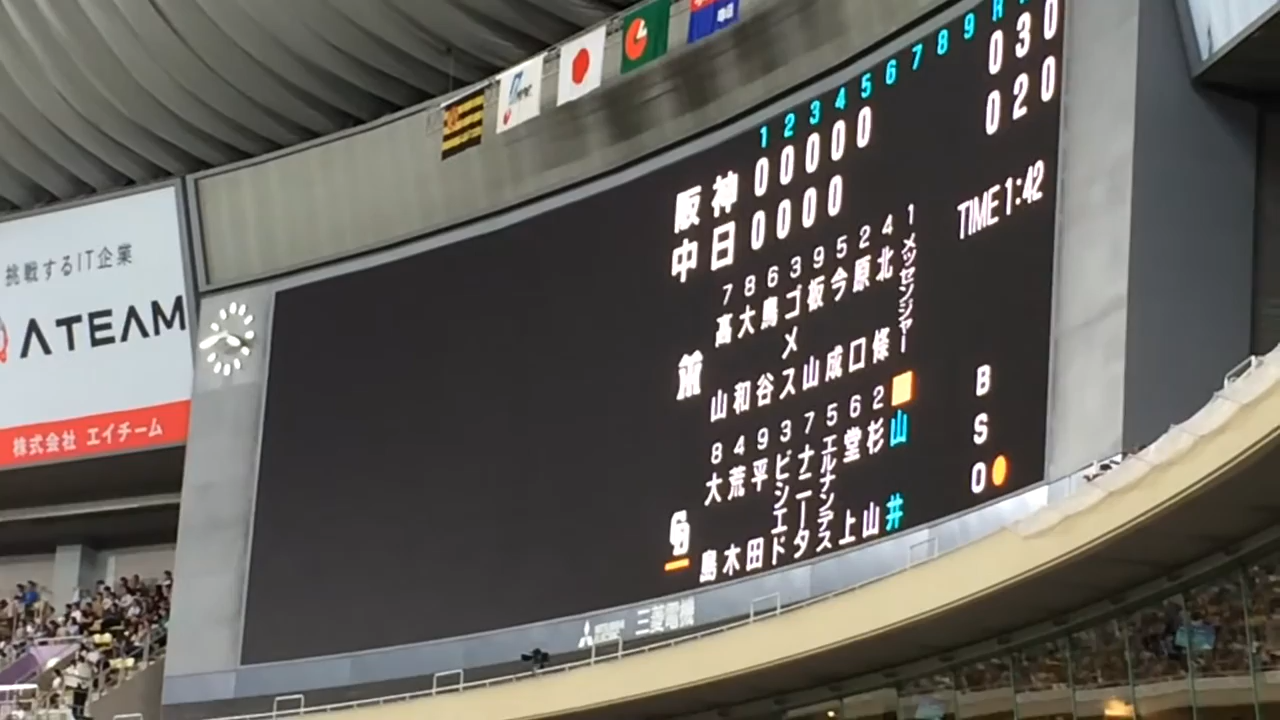 挑戦するIT企業
ATEAM
株式会社 エイチーム
1 2 3 4 5 6 7 8 9 R
阪神 0 0 0 0 0 0 3 0
中日 0 0 0 0 0 2 0
TIME 1:42
7 高山
8 大和
6 鳥谷
3 ゴメス
9 板山
5 今成
2 原口
4 北條
1 メッセンジャー
8 大島
4 荒木
9 平田
3 ビシエド
7 ナニータ
5 エルナンデス
6 堂上
2 杉山
山井
B
S
O
三菱電機